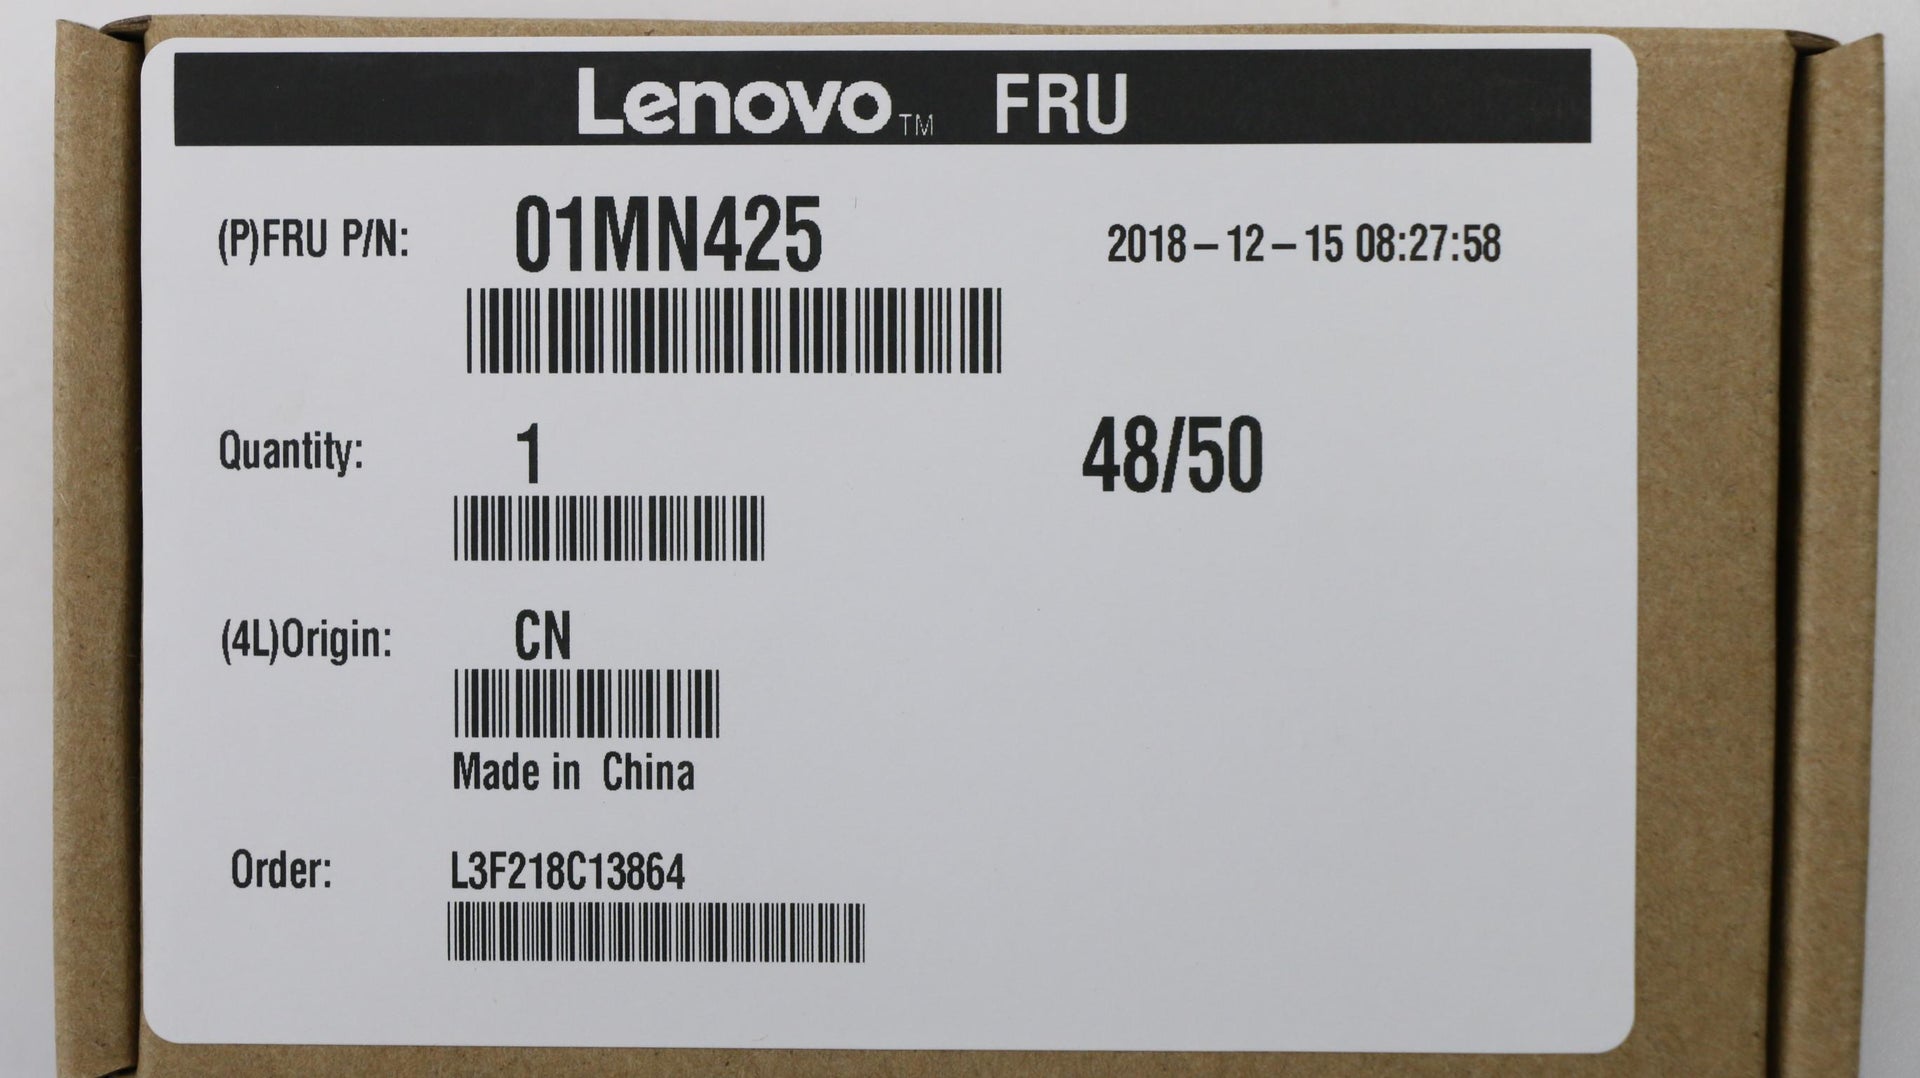 Lenovo™ FRU
(P)FRU P/N: 01MN425 2018-12-15 08:27:58
Quantity: 1 48/50
(4L)Origin: CN
Made in China
Order: L3F218C13864